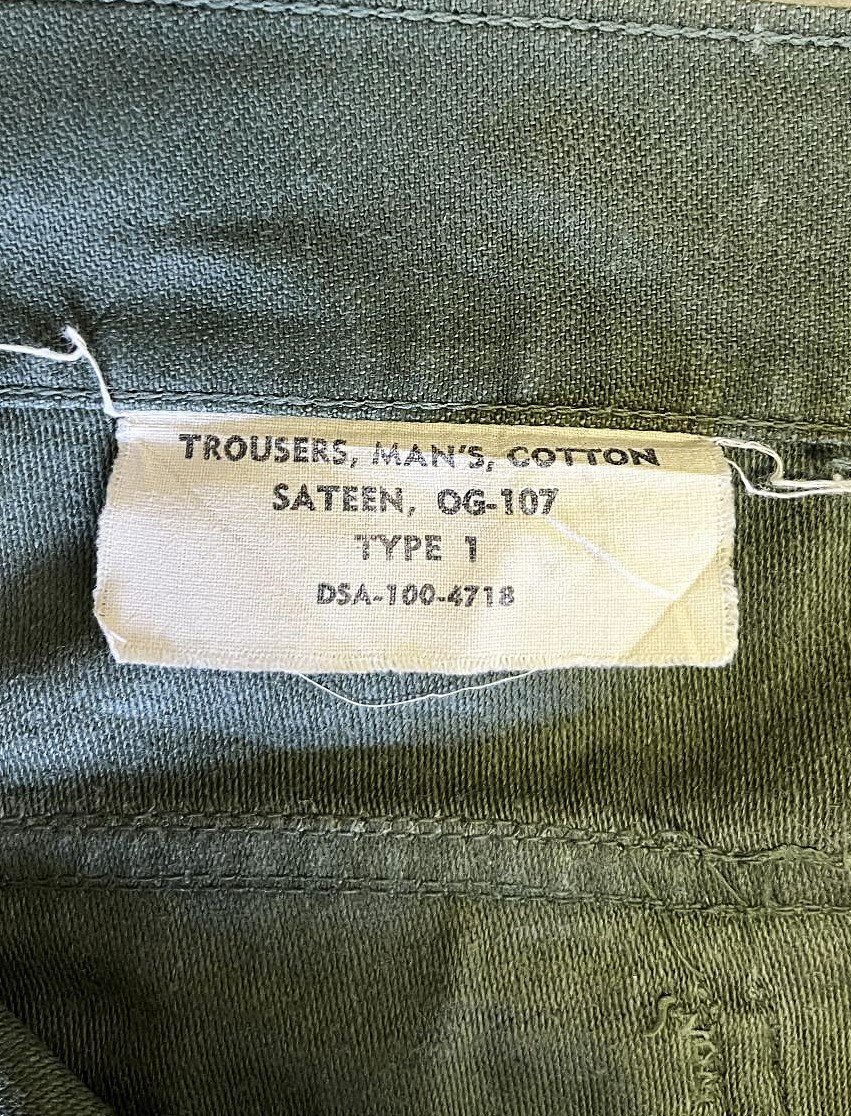 TROUSERS, MAN'S, COTTON
SATEEN, OG-107
TYPE 1
DSA-100-4718